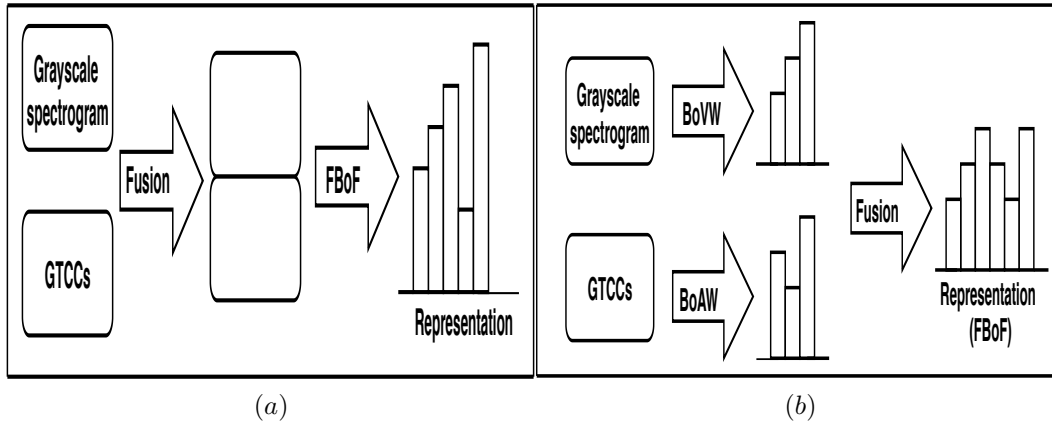 Grayscale
spectrogram
GTCCs
Fusion
FBoF
Representation
(a)
Grayscale
spectrogram
BoVW
GTCCs
BoAW
Fusion
Representation
(FBoF)
(b)